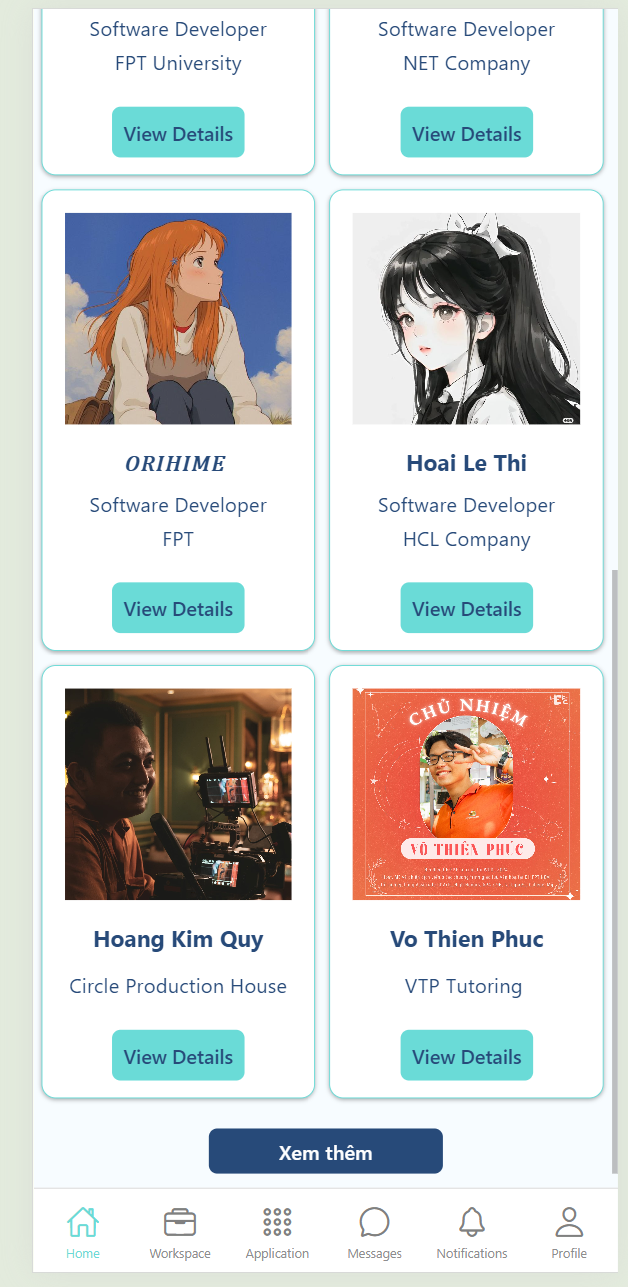 Software Developer
FPT University
View Details
Software Developer
NET Company
View Details
ORIHIME
Software Developer
FPT
View Details
Hoai Le Thi
Software Developer
HCL Company
View Details
Hoang Kim Quy
Circle Production House
View Details
CHỦ NHIỆM
VÕ THIÊN PHÚC
Vo Thien Phuc
VTP Tutoring
View Details
Xem thêm
Home
Workspace
Application
Messages
Notifications
Profile